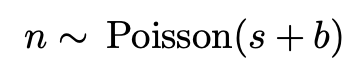 n ∼ Poisson(s + b)